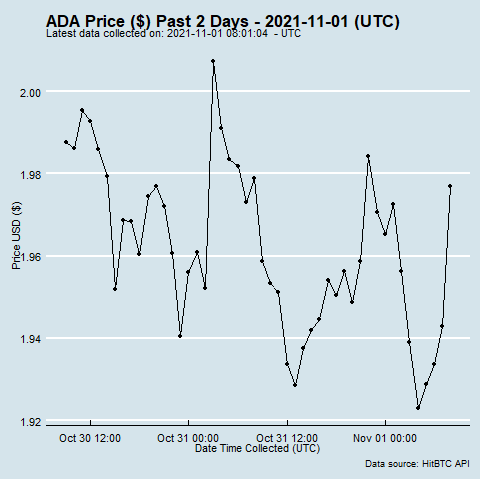 ADA Price ($) Past 2 Days - 2021-11-01 (UTC)
Latest data collected on: 2021-11-01 08:01:04 - UTC
2.00
1.98
1.96
1.94
1.92
Price USD ($)
Oct 30 12:00 Oct 31 00:00 Oct 31 12:00 Nov 01 00:00
Date Time Collected (UTC)
Data source: HitBTC API